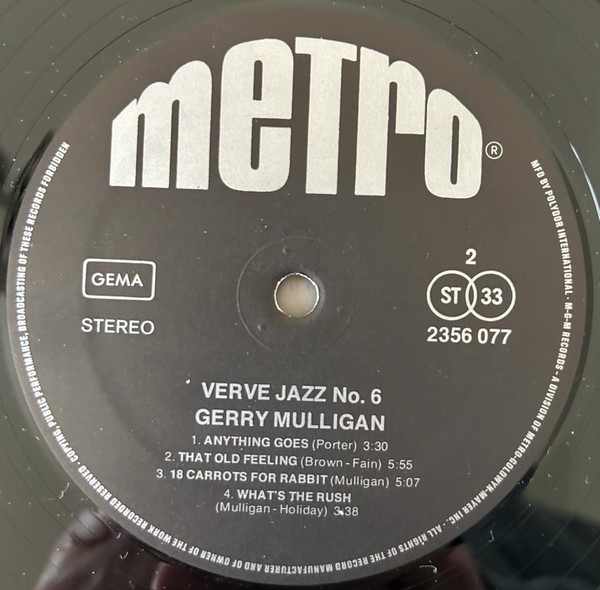 metro®
GEMA
STEREO
2
ST 33
2356 077
VERVE JAZZ No. 6
GERRY MULLIGAN
1. ANYTHING GOES (Porter) 3:30
2. THAT OLD FEELING (Brown - Fain) 5:55
3. 18 CARROTS FOR RABBIT (Mulligan) 5:07
4. WHAT'S THE RUSH
(Mulligan - Holiday) 3:38
MFD BY POLYDOR INTERNATIONAL · M-G-M RECORDS - A DIVISION OF METRO-GOLDWYN-MAYER INC. · ALL RIGHTS OF THE RECORD MANUFACTURER AND OF OWNER OF THE WORK RECORDED RESERVED · COPYING PUBLIC PERFORMANCE, BROADCASTING OF THESE RECORDS FORBIDDEN